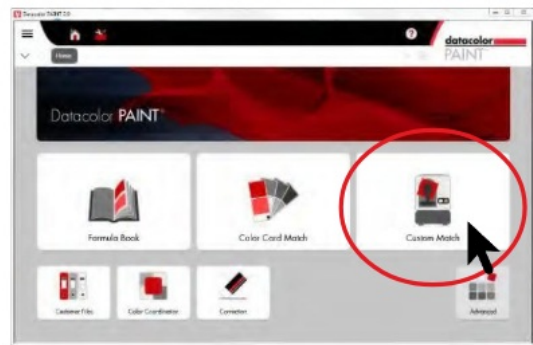 Datacolor PAINT 2.0
datacolor
PAINT
Home
Datacolor PAINT
Formula Book
Color Card Match
Custom Match
Customer Files
Color Coordinator
Correction
Advanced